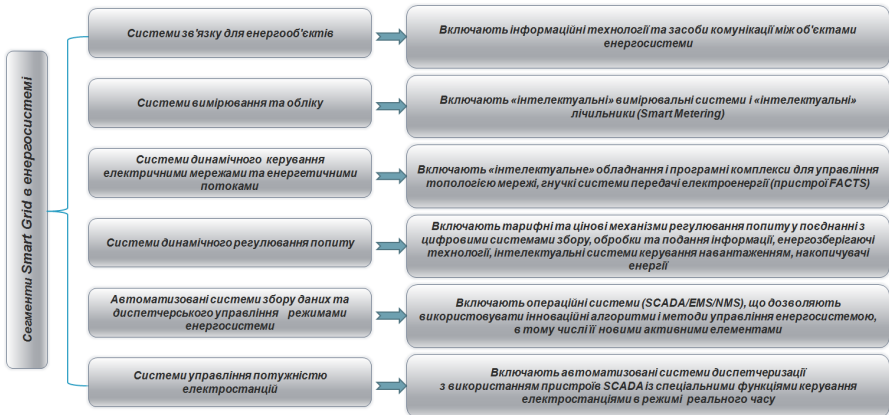 Сегменти Smart Grid в енергосистемі
Системи зв'язку для енергооб'єктів
Включають інформаційні технології та засоби комунікації між об'єктами
енергосистеми
Системи вимірювання та обліку
Включають «інтелектуальні» вимірювальні системи і «інтелектуальні»
лічильники (Smart Metering)
Системи динамічного керування
електричними мережами та енергетичними
потоками
Включають «інтелектуальне» обладнання і програмні комплекси для управління
топологією мережі, гнучкі системи передачі електроенергії (пристрої FACTS)
Системи динамічного регулювання попиту
Включають тарифні та цінові механізми регулювання попиту у поєднанні з
цифровими системами збору, обробки та подання інформації, енергозберігаючі
технології, інтелектуальні системи керування навантаженням, накопичувачі
енергії
Автоматизовані системи збору даних та
диспетчерського управління режимами
енергосистеми
Включають операційні системи (SCADA/EMS/NMS), що дозволяють
використовувати інноваційні алгоритми і методи управління енергосистемою,
в тому числі її новими активними елементами
Системи управління потужністю
електростанцій
Включають автоматизовані системи диспетчеризації
з використанням пристроїв SCADA із спеціальними функціями керування
електростанціями в режимі реального часу